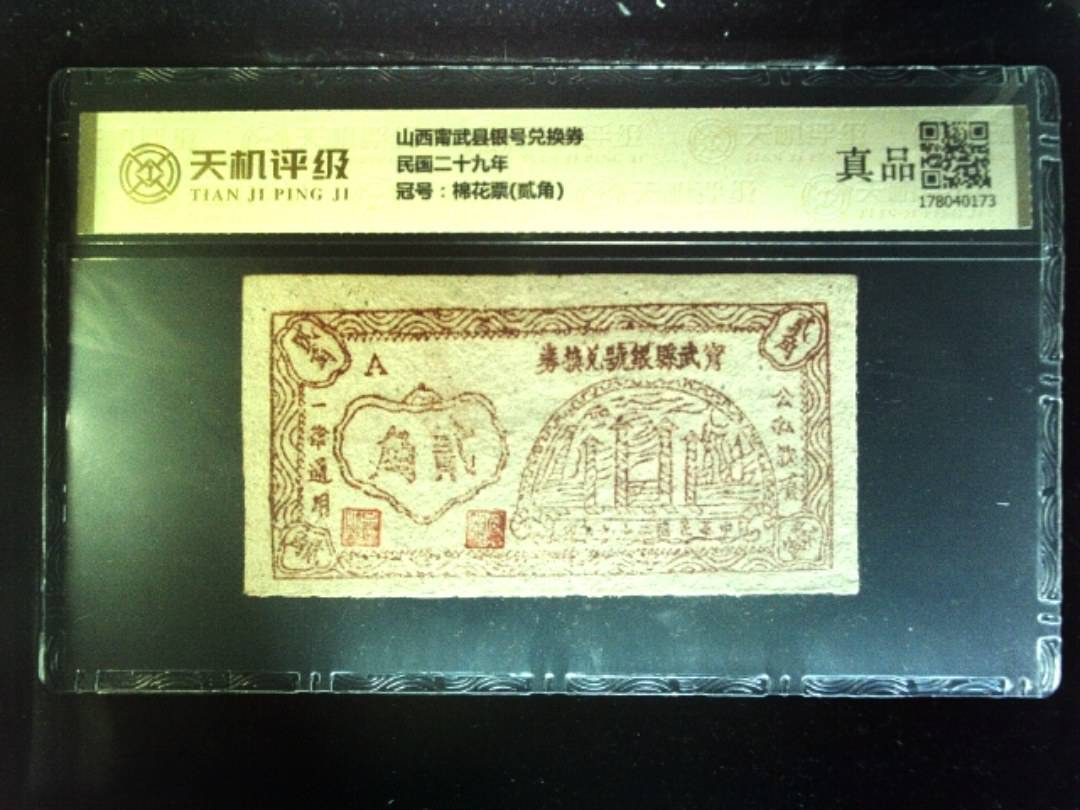 天机评级
TIAN JI PING JI
山西甯武县银号兑换券
民国二十九年
冠号：棉花票(贰角)
真品
178040173
券換兌號銀縣武甯
A
角貳
一律通用
公私款項